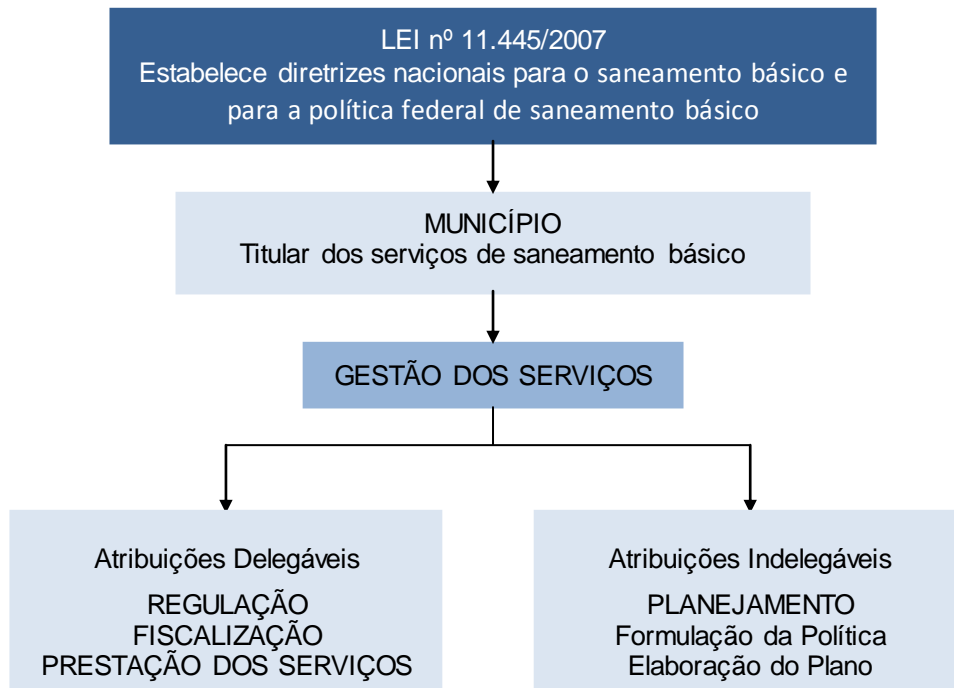 LEI nº 11.445/2007
Estabelece diretrizes nacionais para o saneamento básico e
para a política federal de saneamento básico
MUNICÍPIO
Titular dos serviços de saneamento básico
GESTÃO DOS SERVIÇOS
Atribuições Delegáveis
REGULAÇÃO
FISCALIZAÇÃO
PRESTAÇÃO DOS SERVIÇOS
Atribuições Indelegáveis
PLANEJAMENTO
Formulação da Política
Elaboração do Plano